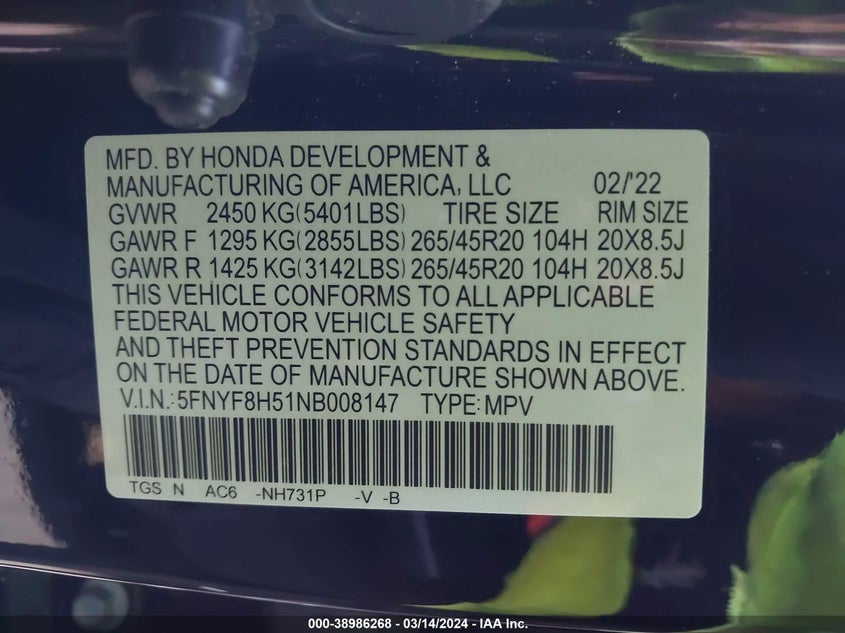 MFD. BY HONDA DEVELOPMENT &
MANUFACTURING OF AMERICA, LLC 02/'22
GVWR 2450 KG(5401LBS) TIRE SIZE RIM SIZE
GAWR F 1295 KG(2855LBS) 265/45R20 104H 20X8.5J
GAWR R 1425 KG(3142LBS) 265/45R20 104H 20X8.5J
THIS VEHICLE CONFORMS TO ALL APPLICABLE
FEDERAL MOTOR VEHICLE SAFETY
AND THEFT PREVENTION STANDARDS IN EFFECT
ON THE DATE OF MANUFACTURE SHOWN ABOVE.
V.I.N.:5FNYF8H51NB008147 TYPE:MPV
TGS N AC6 -NH731P -V -B
000-38986268 - 03/14/2024 - IAA Inc.